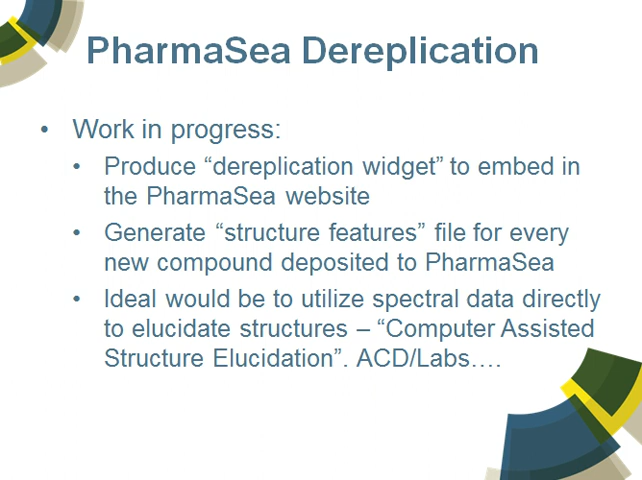 PharmaSea Dereplication
• Work in progress:
• Produce “dereplication widget” to embed in
the PharmaSea website
• Generate “structure features” file for every
new compound deposited to PharmaSea
• Ideal would be to utilize spectral data directly
to elucidate structures – “Computer Assisted
Structure Elucidation”. ACD/Labs….